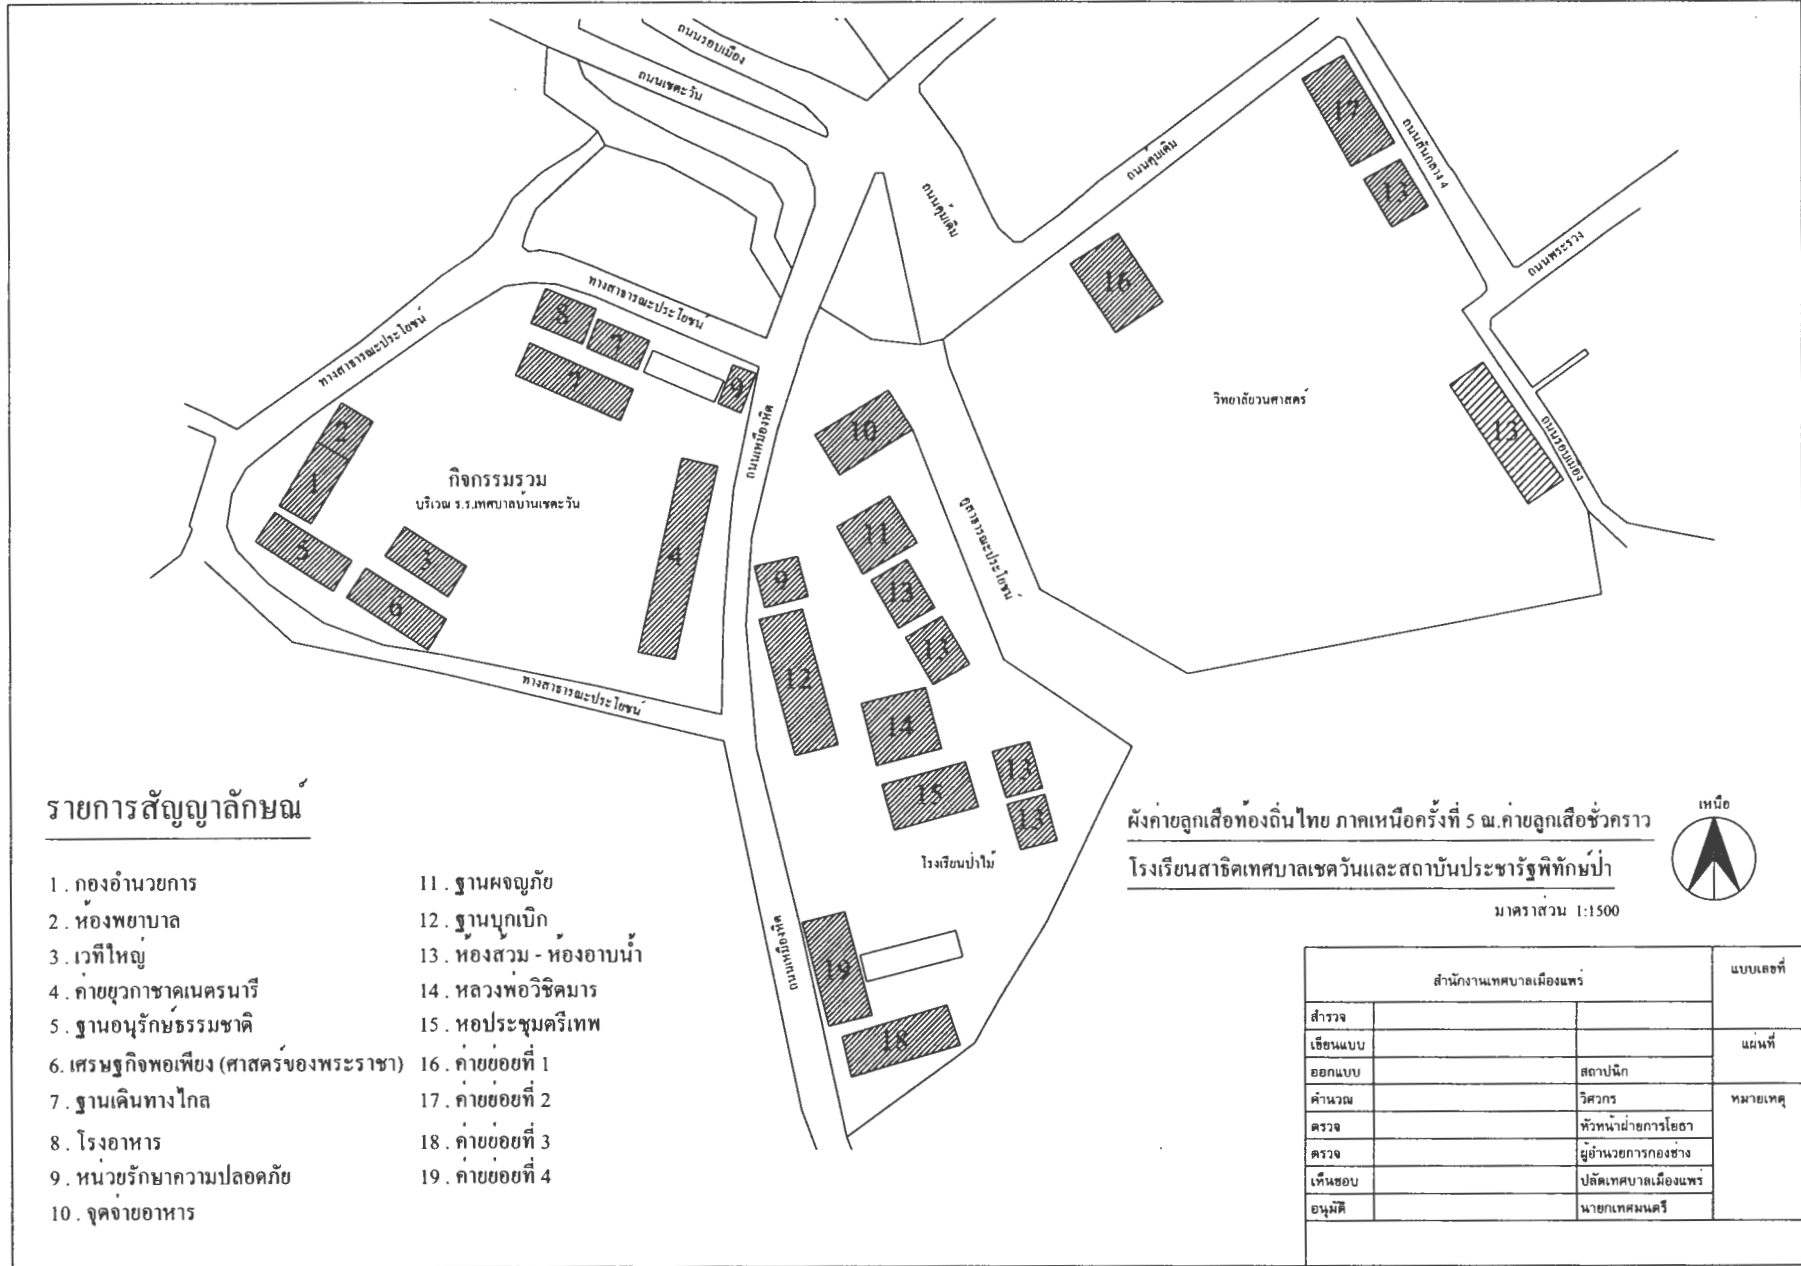 ถนนรอบเมือง
ถนนเชตะวัน
ถนนคุ้มเดิม
ถนนคุ้มเดิม
ถนนสันกลาง 4
ถนนพระร่วง
17
13
16
13
ถนนรอบเมือง
วิทยาลัยวนศาสตร์
ทางสาธารณะประโยชน์
ทางสาธารณะประโยชน์
8
7
7
9
ถนนเหมืองหิต
2
1
กิจกรรมรวม
บริเวณ ร.ร.เทศบาลบ้านเชตะวัน
5
3
6
4
ทางสาธารณะประโยชน์
10
11
9
13
13
12
14
15
13
13
คูสาธารณะประโยชน์
โรงเรียนป่าไม้
ถนนเหมืองหิต
19
18
รายการสัญญาลักษณ์
1 . กองอำนวยการ
2 . ห้องพยาบาล
3 . เวทีใหญ่
4 . ค่ายยุวกาชาดเนตรนารี
5 . ฐานอนุรักษ์ธรรมชาติ
6. เศรษฐกิจพอเพียง (ศาสตร์ของพระราชา)
7 . ฐานเดินทางไกล
8 . โรงอาหาร
9 . หน่วยรักษาความปลอดภัย
10 . จุดจ่ายอาหาร
11 . ฐานผจญภัย
12 . ฐานบุกเบิก
13 . ห้องส้วม - ห้องอาบน้ำ
14 . หลวงพ่อวิชิตมาร
15 . หอประชุมตรีเทพ
16 . ค่ายย่อยที่ 1
17 . ค่ายย่อยที่ 2
18 . ค่ายย่อยที่ 3
19 . ค่ายย่อยที่ 4
ผังค่ายลูกเสือท้องถิ่นไทย ภาคเหนือครั้งที่ 5 ณ.ค่ายลูกเสือชั่วคราว
โรงเรียนสาธิตเทศบาลเชตวันและสถาบันประชารัฐพิทักษ์ป่า
มาตราส่วน 1:1500
เหนือ
สำนักงานเทศบาลเมืองแพร่
แบบเลขที่
สำรวจ
เขียนแบบ
แผ่นที่
ออกแบบ
สถาปนิก
คำนวณ
วิศวกร
หมายเหตุ
ตรวจ
หัวหน้าฝ่ายการโยธา
ตรวจ
ผู้อำนวยการกองช่าง
เห็นชอบ
ปลัดเทศบาลเมืองแพร่
อนุมัติ
นายกเทศมนตรี